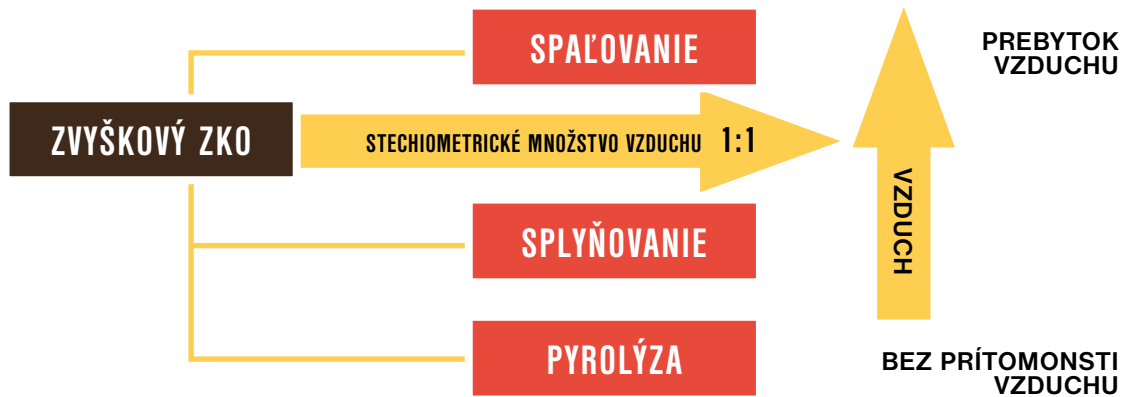 SPAĽOVANIE
PREBYTOK
VZDUCHU
ZVYŠKOVÝ ZKO
STECHIOMETRICKÉ MNOŽSTVO VZDUCHU 1:1
VZDUCH
SPLYŇOVANIE
PYROLÝZA
BEZ PRÍTOMONSTI
VZDUCHU